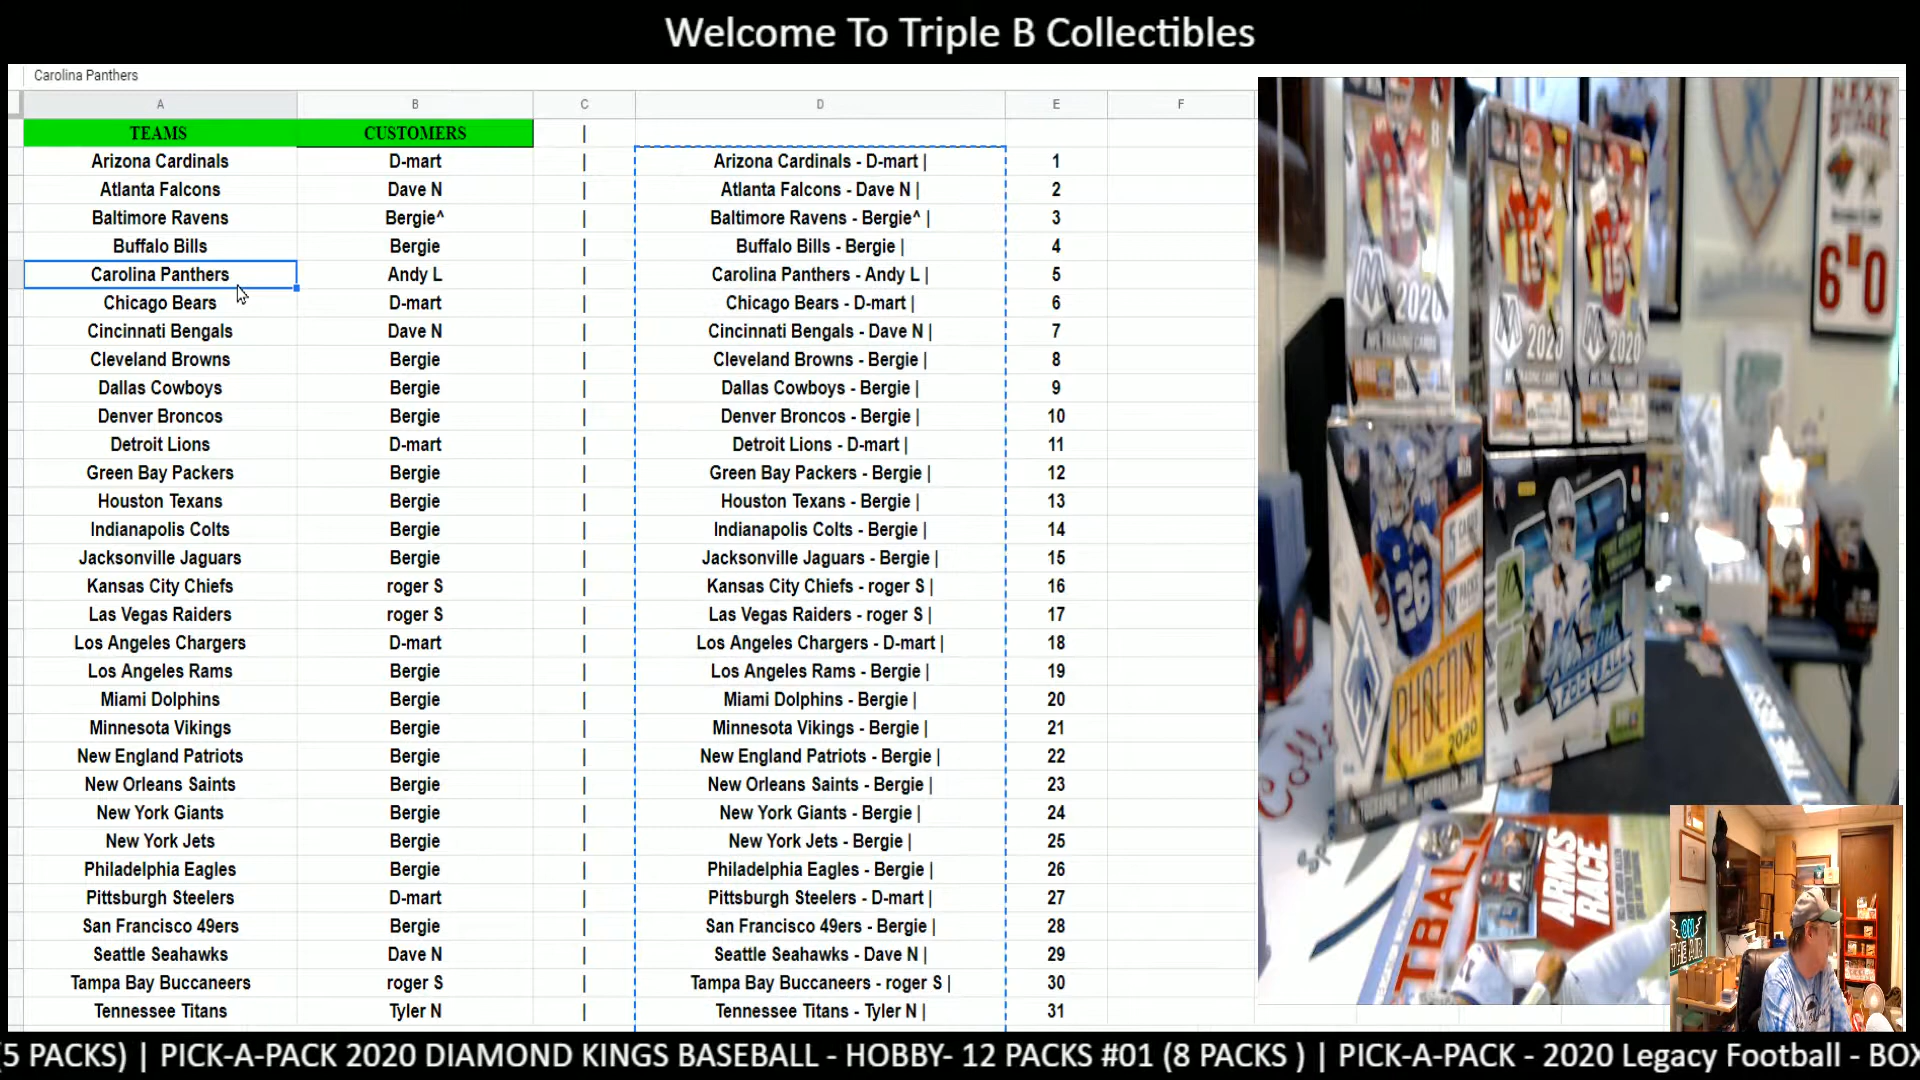 Welcome To Triple B Collectibles
Carolina Panthers
A B C D E F
TEAMS CUSTOMERS |
Arizona Cardinals D-mart | Arizona Cardinals - D-mart | 1
Atlanta Falcons Dave N | Atlanta Falcons - Dave N | 2
Baltimore Ravens Bergie^ | Baltimore Ravens - Bergie^ | 3
Buffalo Bills Bergie | Buffalo Bills - Bergie | 4
Carolina Panthers Andy L | Carolina Panthers - Andy L | 5
Chicago Bears D-mart | Chicago Bears - D-mart | 6
Cincinnati Bengals Dave N | Cincinnati Bengals - Dave N | 7
Cleveland Browns Bergie | Cleveland Browns - Bergie | 8
Dallas Cowboys Bergie | Dallas Cowboys - Bergie | 9
Denver Broncos Bergie | Denver Broncos - Bergie | 10
Detroit Lions D-mart | Detroit Lions - D-mart | 11
Green Bay Packers Bergie | Green Bay Packers - Bergie | 12
Houston Texans Bergie | Houston Texans - Bergie | 13
Indianapolis Colts Bergie | Indianapolis Colts - Bergie | 14
Jacksonville Jaguars Bergie | Jacksonville Jaguars - Bergie | 15
Kansas City Chiefs roger S | Kansas City Chiefs - roger S | 16
Las Vegas Raiders roger S | Las Vegas Raiders - roger S | 17
Los Angeles Chargers D-mart | Los Angeles Chargers - D-mart | 18
Los Angeles Rams Bergie | Los Angeles Rams - Bergie | 19
Miami Dolphins Bergie | Miami Dolphins - Bergie | 20
Minnesota Vikings Bergie | Minnesota Vikings - Bergie | 21
New England Patriots Bergie | New England Patriots - Bergie | 22
New Orleans Saints Bergie | New Orleans Saints - Bergie | 23
New York Giants Bergie | New York Giants - Bergie | 24
New York Jets Bergie | New York Jets - Bergie | 25
Philadelphia Eagles Bergie | Philadelphia Eagles - Bergie | 26
Pittsburgh Steelers D-mart | Pittsburgh Steelers - D-mart | 27
San Francisco 49ers Bergie | San Francisco 49ers - Bergie | 28
Seattle Seahawks Dave N | Seattle Seahawks - Dave N | 29
Tampa Bay Buccaneers roger S | Tampa Bay Buccaneers - roger S | 30
Tennessee Titans Tyler N | Tennessee Titans - Tyler N | 31
NEXT
60
2020
2020
2020
26
PHOENIX
2020
FOOTBALL
TBALL
ARMS
RACE
ON
THE AIR
(5 PACKS) | PICK-A-PACK 2020 DIAMOND KINGS BASEBALL - HOBBY- 12 PACKS #01 (8 PACKS ) | PICK-A-PACK - 2020 Legacy Football - BOX